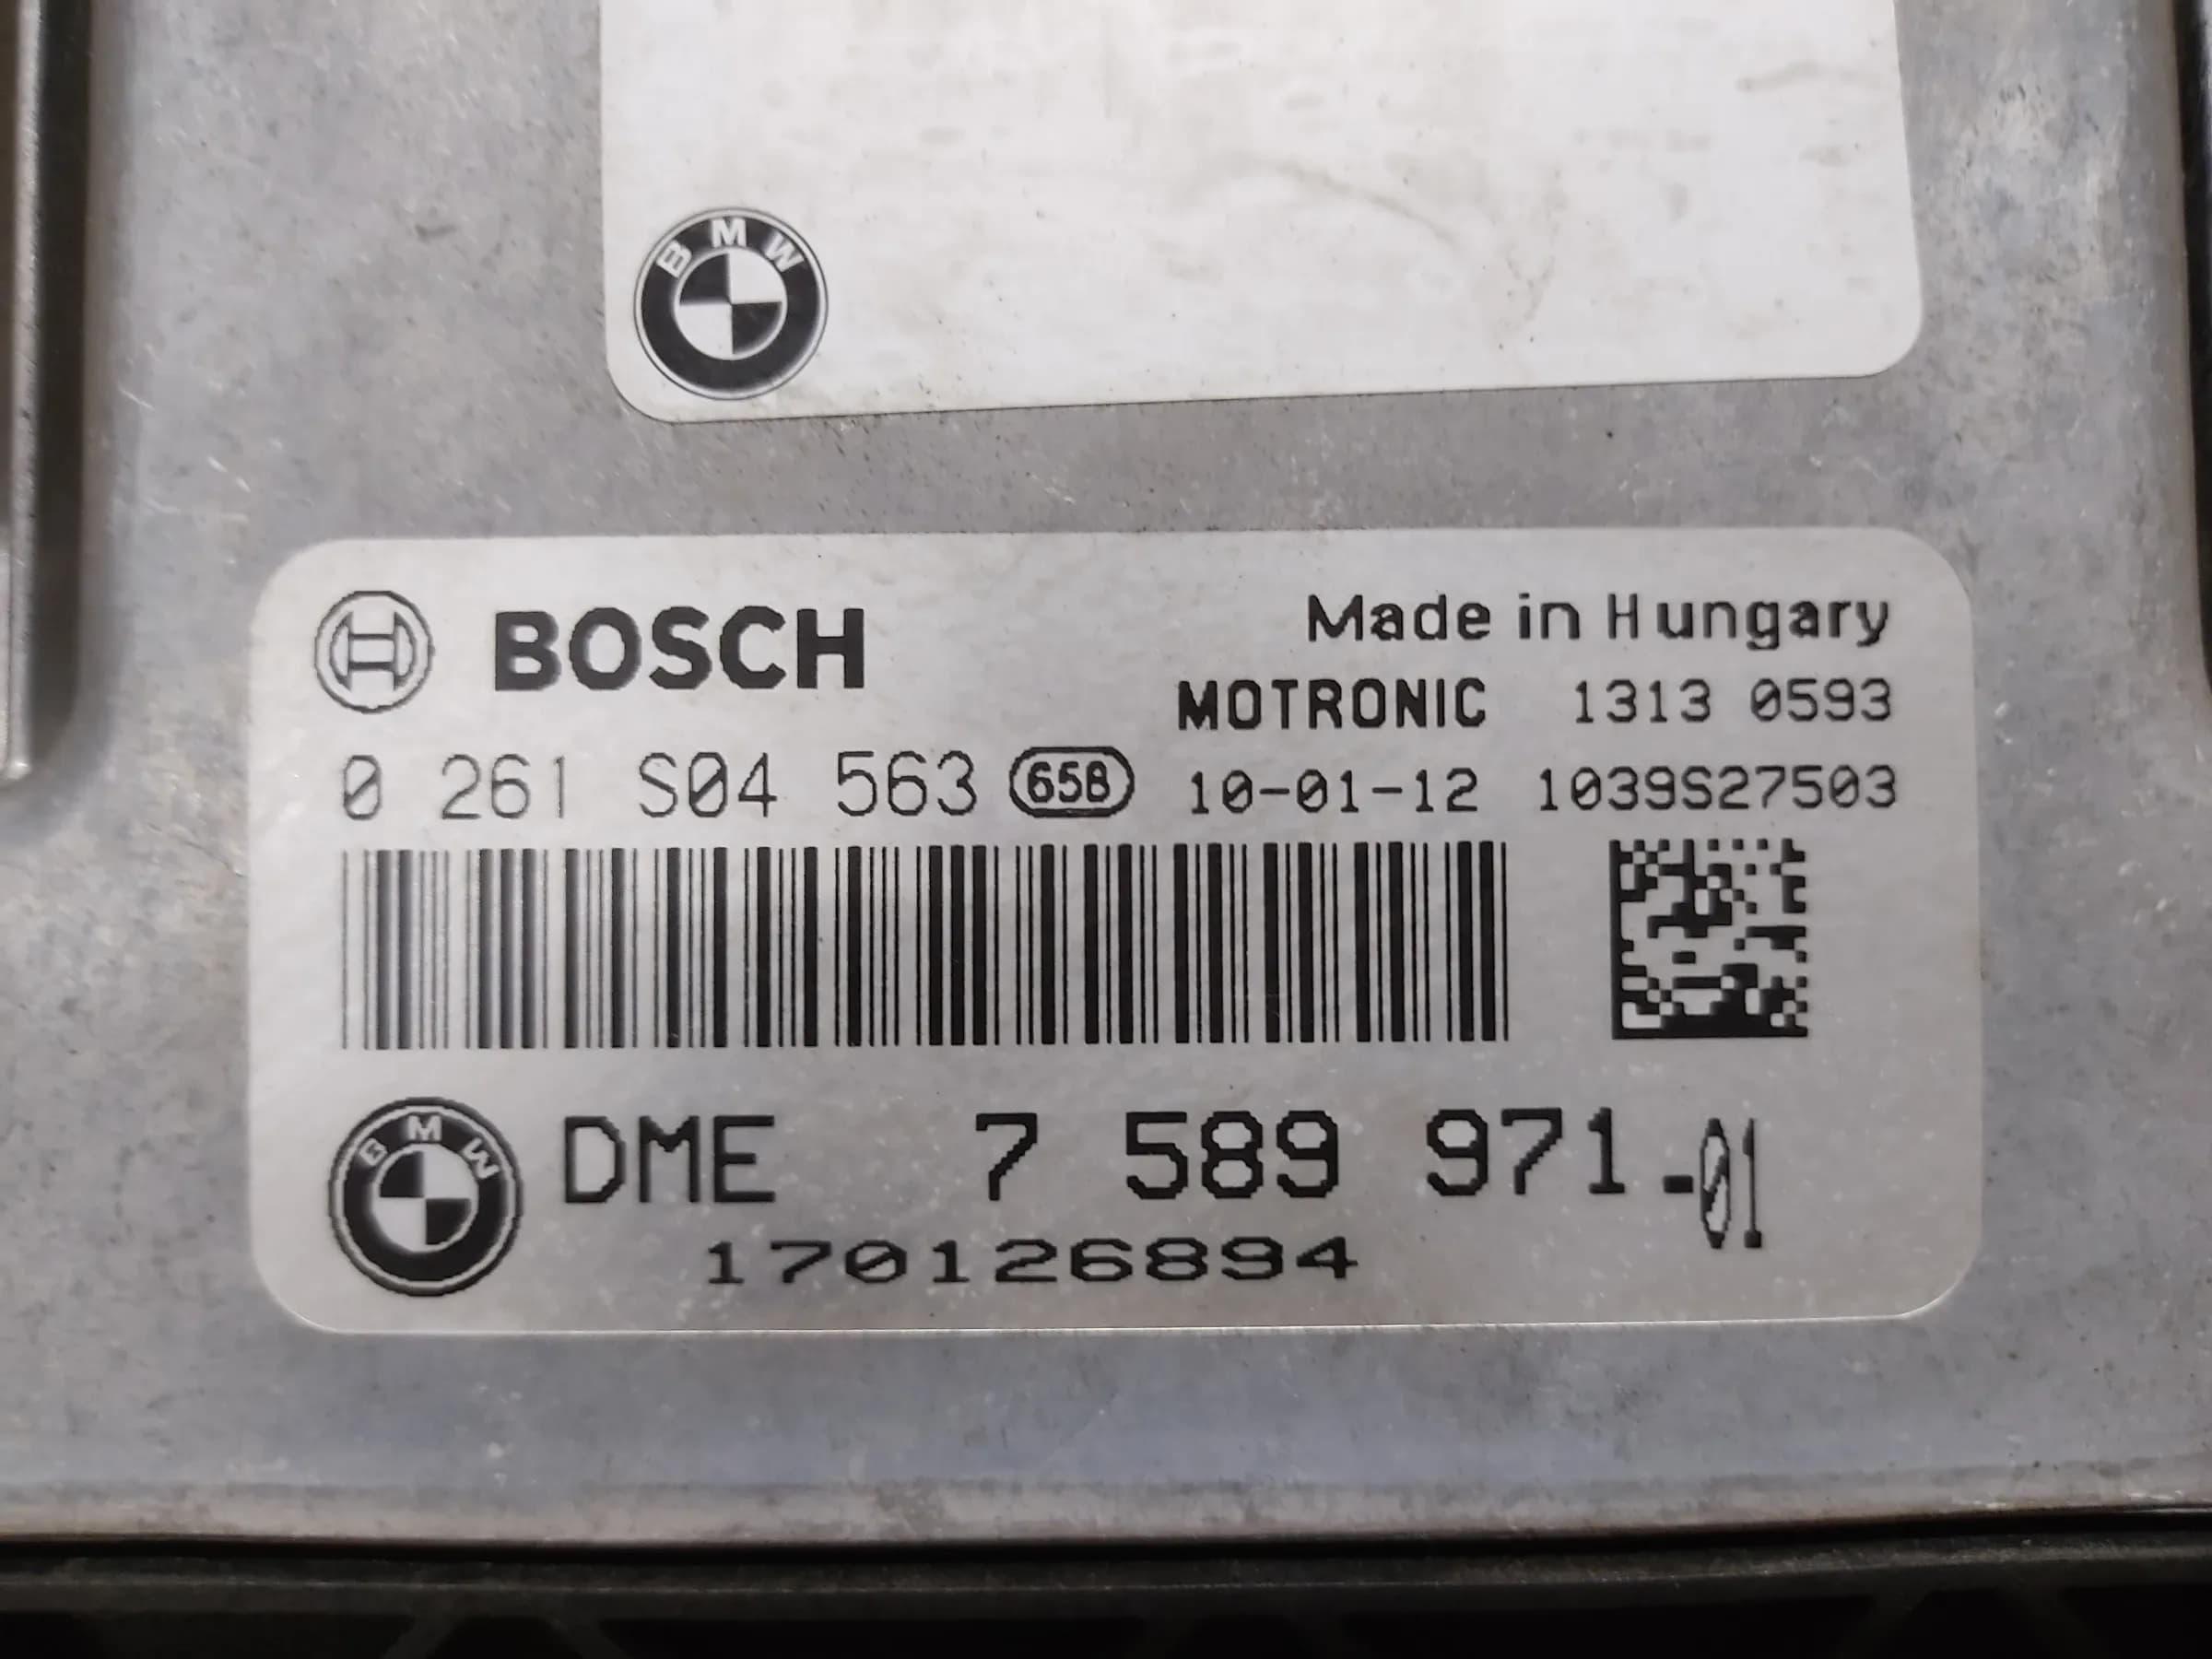 BMW
BOSCH
Made in Hungary
MOTRONIC 1313 0593
0 261 S04 563 65B 10-01-12 1039S27503
BMW
DME 7 589 971-01
170126894